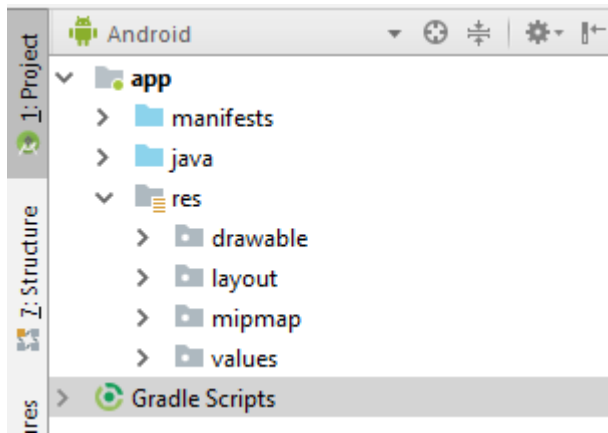 Android
1: Project
app
manifests
java
res
drawable
layout
mipmap
values
Gradle Scripts
7: Structure
ures